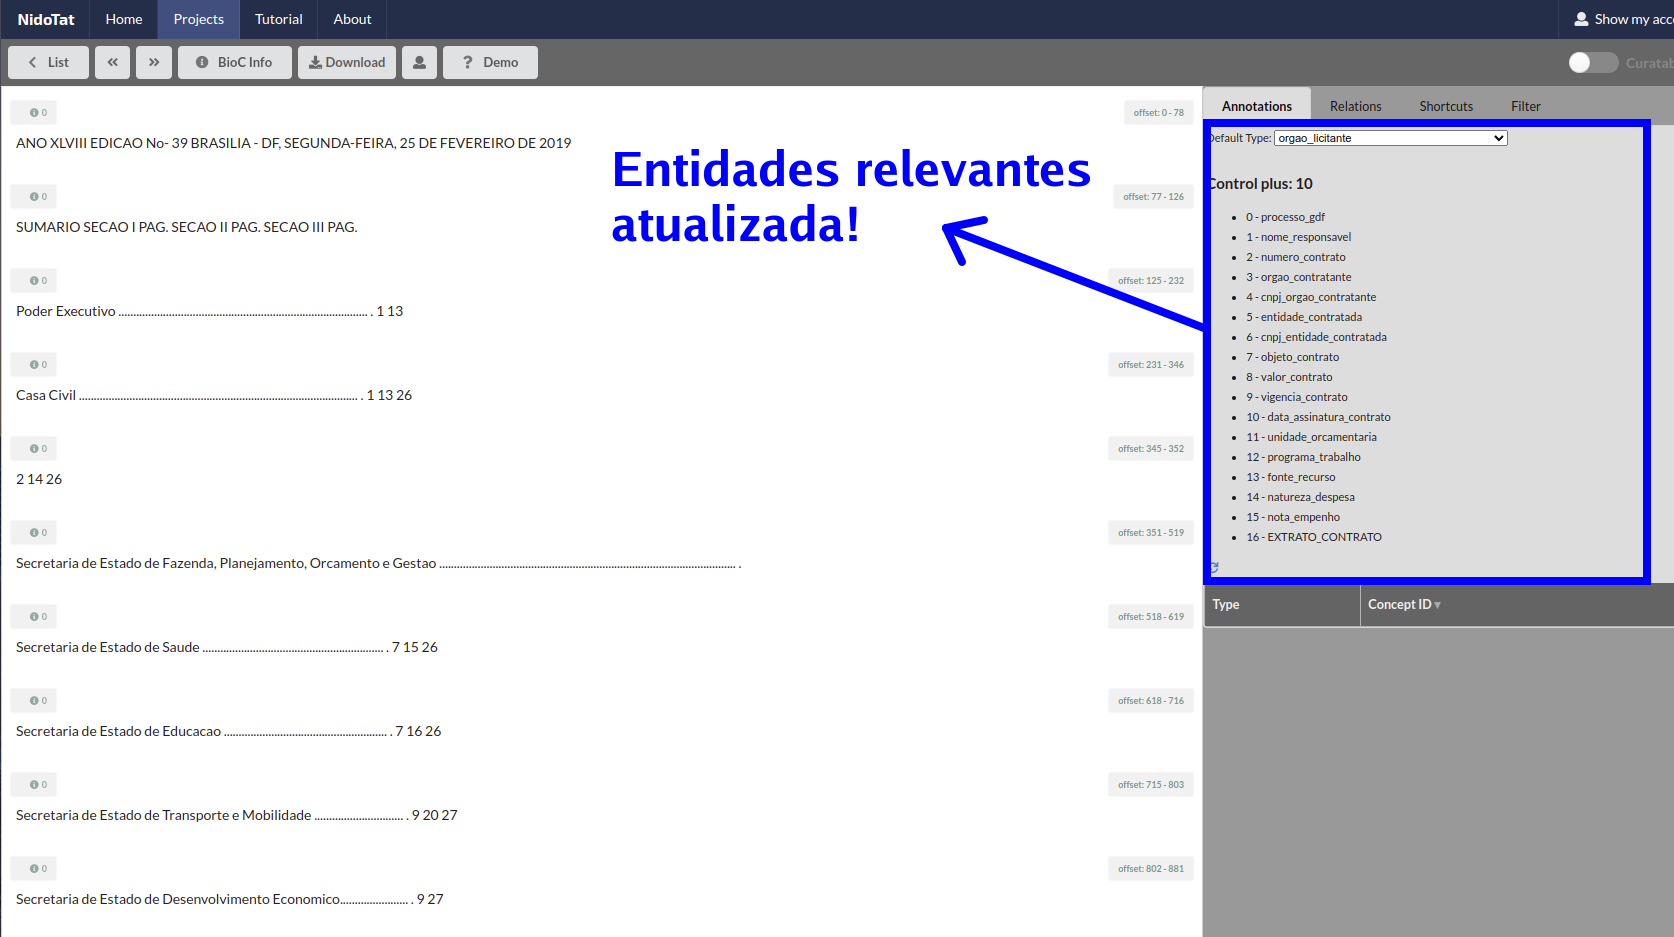 NidoTat Home Projects Tutorial About Show my acc
List BioC Info Download ? Demo Curatab
Annotations Relations Shortcuts Filter
0 offset: 0 - 78
ANO XLVIII EDICAO No- 39 BRASILIA - DF, SEGUNDA-FEIRA, 25 DE FEVEREIRO DE 2019
0 offset: 77 - 126
SUMARIO SECAO I PAG. SECAO II PAG. SECAO III PAG.
0 offset: 125 - 232
Poder Executivo .................................................................................... . 1 13
0 offset: 231 - 346
Casa Civil .............................................................................................. . 1 13 26
0 offset: 345 - 352
2 14 26
0 offset: 351 - 519
Secretaria de Estado de Fazenda, Planejamento, Orcamento e Gestao .................................................................................................... .
0 offset: 518 - 619
Secretaria de Estado de Saude ............................................................. . 7 15 26
0 offset: 618 - 716
Secretaria de Estado de Educacao ....................................................... . 7 16 26
0 offset: 715 - 803
Secretaria de Estado de Transporte e Mobilidade .............................. . 9 20 27
0 offset: 802 - 881
Secretaria de Estado de Desenvolvimento Economico....................... . 9 27
Entidades relevantes
atualizada!
Default Type: orgao_licitante
Control plus: 10
0 - processo_gdf
1 - nome_responsavel
2 - numero_contrato
3 - orgao_contratante
4 - cnpj_orgao_contratante
5 - entidade_contratada
6 - cnpj_entidade_contratada
7 - objeto_contrato
8 - valor_contrato
9 - vigencia_contrato
10 - data_assinatura_contrato
11 - unidade_orcamentaria
12 - programa_trabalho
13 - fonte_recurso
14 - natureza_despesa
15 - nota_empenho
16 - EXTRATO_CONTRATO
Type Concept ID